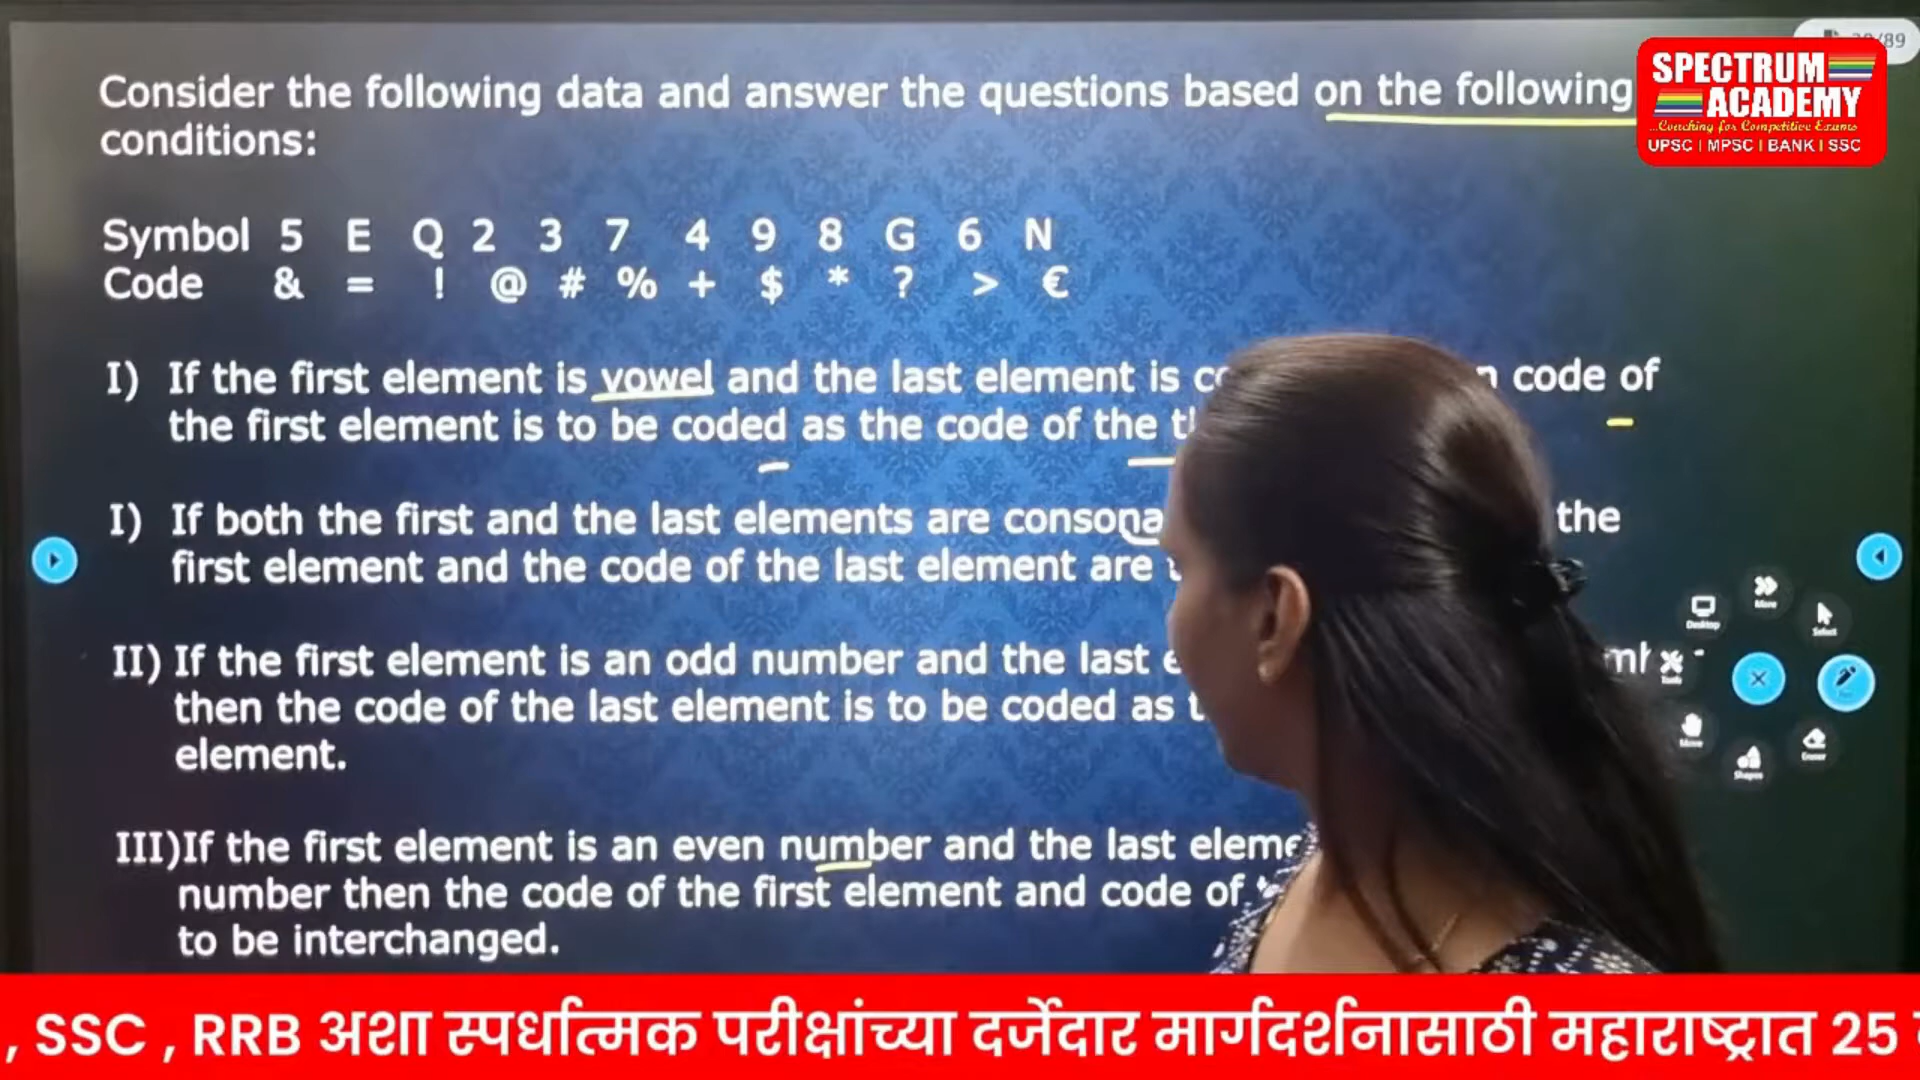 Consider the following data and answer the questions based on the following
conditions:
Symbol 5 E Q 2 3 7 4 9 8 G 6 N
Code & = ! @ # % + $ * ? > €
I) If the first element is vowel and the last element is code of
the first element is to be coded as the code of the
I) If both the first and the last elements are the
first element and the code of the last element are
II) If the first element is an odd number and the last
then the code of the last element is to be coded as
element.
III)If the first element is an even number and the last
number then the code of the first element and code of
to be interchanged.
SPECTRUM
ACADEMY
...Coaching for Competitive Exams
UPSC | MPSC | BANK | SSC
More
Desktop
Select
Tools
Move
Shapes
Eraser
, SSC , RRB अशा स्पर्धात्मक परीक्षांच्या दर्जेदार मार्गदर्शनासाठी महाराष्ट्रात 25